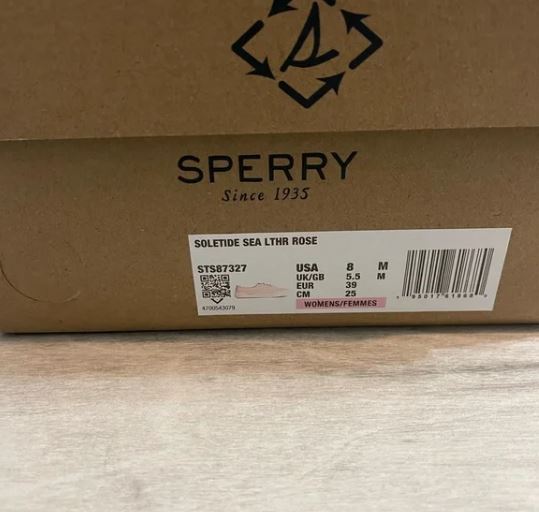 SPERRY
Since 1935
SOLETIDE SEA LTHR ROSE
STS87327
USA 8 M
UK/GB 5.5 M
EUR 39
CM 25
WOMENS/FEMMES
4700543079